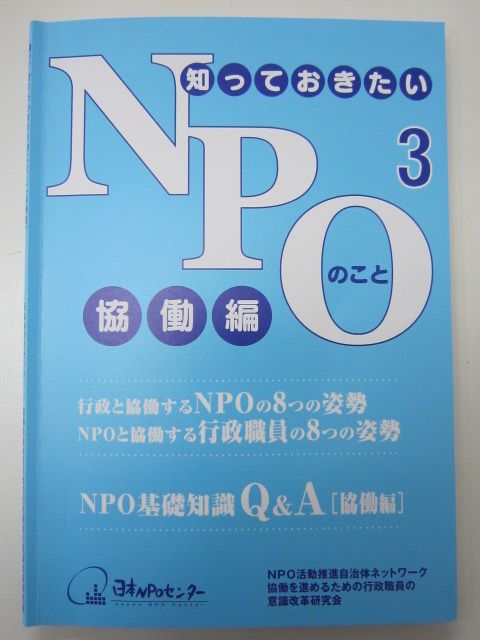 知っておきたい
NPO
3
のこと
協働編
行政と協働するNPOの8つの姿勢
NPOと協働する行政職員の8つの姿勢
NPO基礎知識Q&A[協働編]
日本NPOセンター
Japan NPO Center
NPO活動推進自治体ネットワーク
協働を進めるための行政職員の
意識改革研究会